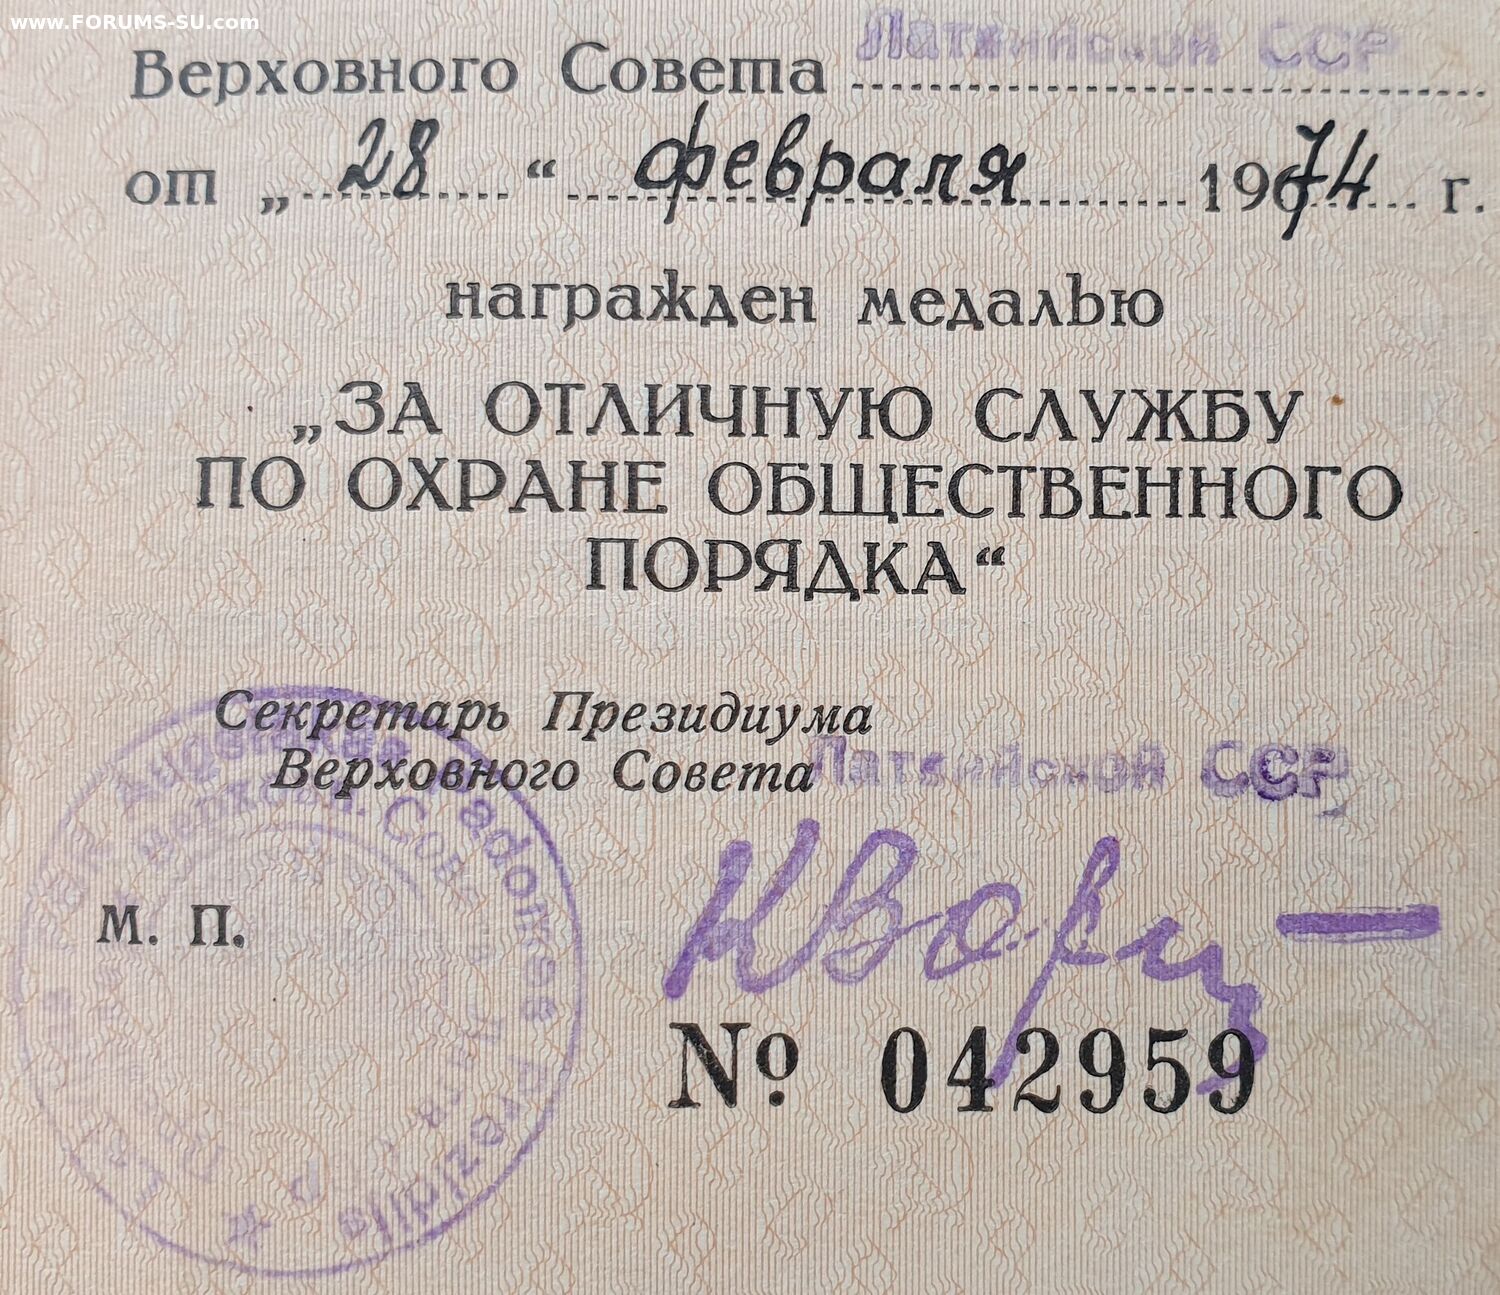 www.FORUMS-SU.com
Верховного Совета Латвийской ССР
от „ 28 “ февраля 1974 г.
награжден медалью
„ЗА ОТЛИЧНУЮ СЛУЖБУ
ПО ОХРАНЕ ОБЩЕСТВЕННОГО
ПОРЯДКА“
Секретарь Президиума
Верховного Совета Латвийской ССР
М. П.
№ 042959